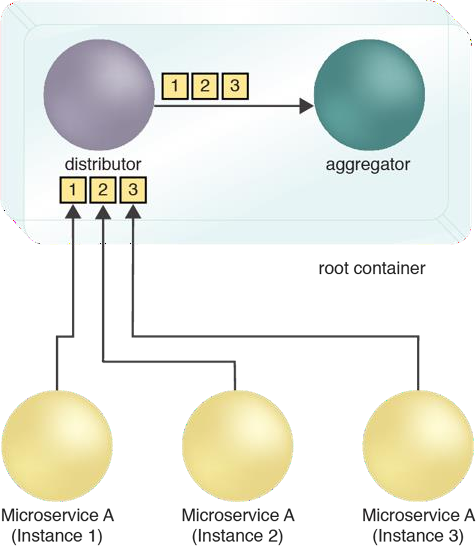 1 2 3
distributor
aggregator
1 2 3
root container
Microservice A
(Instance 1)
Microservice A
(Instance 2)
Microservice A
(Instance 3)